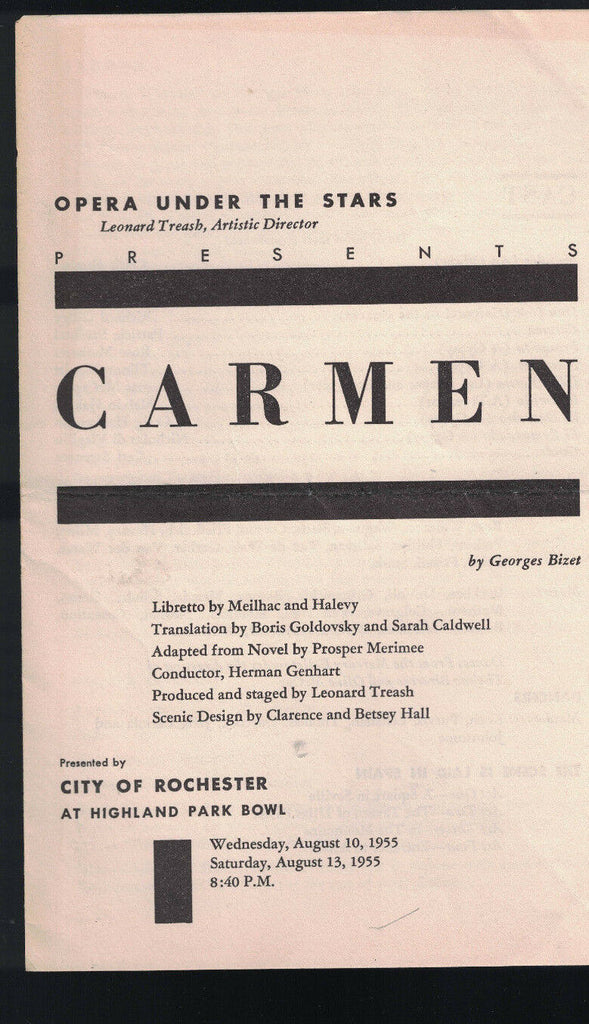 OPERA UNDER THE STARS
Leonard Treash, Artistic Director
PRESENTS
CARMEN
by Georges Bizet
Libretto by Meilhac and Halevy
Translation by Boris Goldovsky and Sarah Caldwell
Adapted from Novel by Prosper Merimee
Conductor, Herman Genhart
Produced and staged by Leonard Treash
Scenic Design by Clarence and Betsey Hall
Presented by
CITY OF ROCHESTER
AT HIGHLAND PARK BOWL
Wednesday, August 10, 1955
Saturday, August 13, 1955
8:40 P.M.